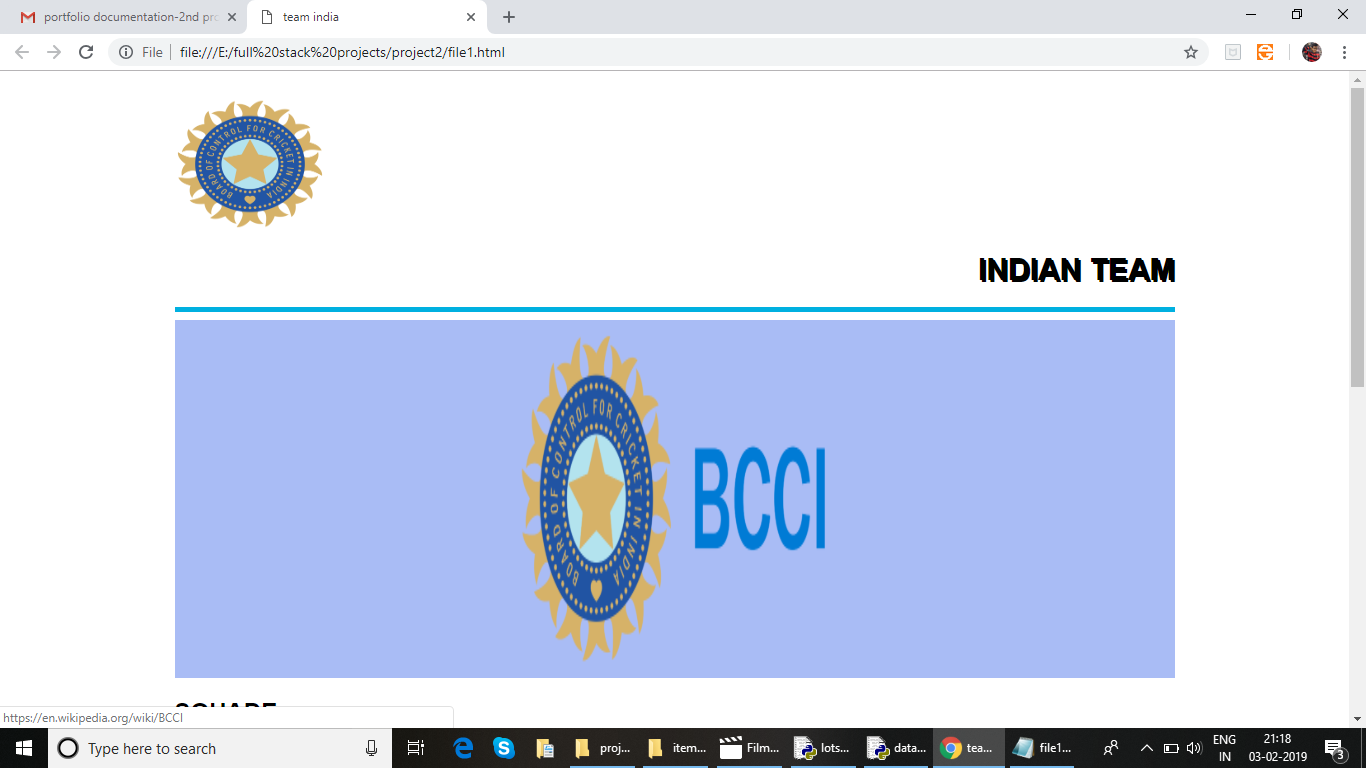 portfolio documentation-2nd pro
team india
File
file:///E:/full%20stack%20projects/project2/file1.html
BOARD OF CONTROL FOR CRICKET IN INDIA
INDIAN TEAM
BOARD OF CONTROL FOR CRICKET IN INDIA
BCCI
https://en.wikipedia.org/wiki/BCCI
Type here to search
proj...
item...
Film...
lots...
data...
tea...
file1...
ENG
IN
21:18
03-02-2019
3